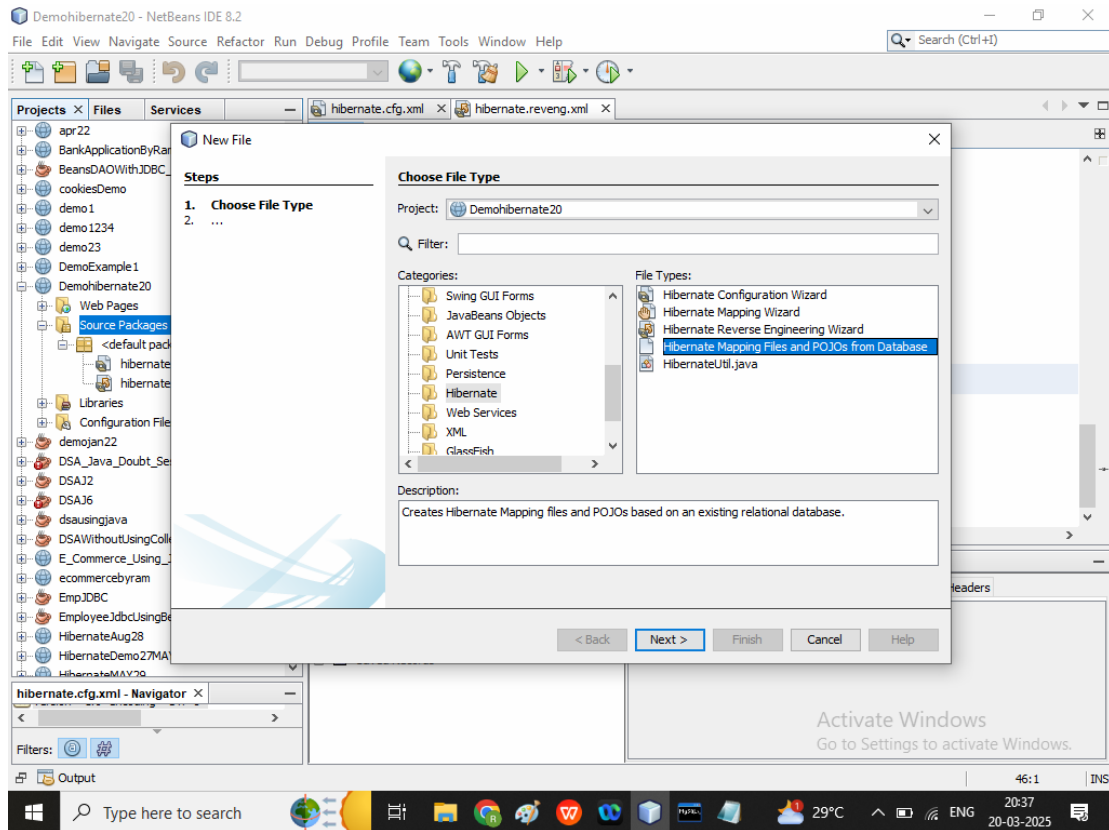 Demohibernate20 - NetBeans IDE 8.2
File Edit View Navigate Source Refactor Run Debug Profile Team Tools Window Help
Search (Ctrl+I)
Projects Files Services
hibernate.cfg.xml
hibernate.reveng.xml
apr22
BankApplicationByRar
BeansDAOWithJDBC_
cookiesDemo
demo1
demo1234
demo23
DemoExample1
Demohibernate20
Web Pages
Source Packages
<default pack
hibernate
hibernate
Libraries
Configuration File
demojan22
DSA_Java_Doubt_Se
DSAJ2
DSAJ6
dsausingjava
DSAWithoutUsingColl
E_Commerce_Using_
ecommercebyram
EmpJDBC
EmployeeJdbcUsingBe
HibernateAug28
HibernateDemo27MA
HibernateMAY29
New File
Steps
1. Choose File Type
2. ...
Choose File Type
Project: Demohibernate20
Filter:
Categories:
Swing GUI Forms
JavaBeans Objects
AWT GUI Forms
Unit Tests
Persistence
Hibernate
Web Services
XML
GlassFish
File Types:
Hibernate Configuration Wizard
Hibernate Mapping Wizard
Hibernate Reverse Engineering Wizard
Hibernate Mapping Files and POJOs from Database
HibernateUtil.java
Description:
Creates Hibernate Mapping files and POJOs based on an existing relational database.
< Back Next > Finish Cancel Help
Headers
hibernate.cfg.xml - Navigator
Filters:
Activate Windows
Go to Settings to activate Windows.
Output
46:1 INS
Type here to search
29°C
ENG
20:37
20-03-2025